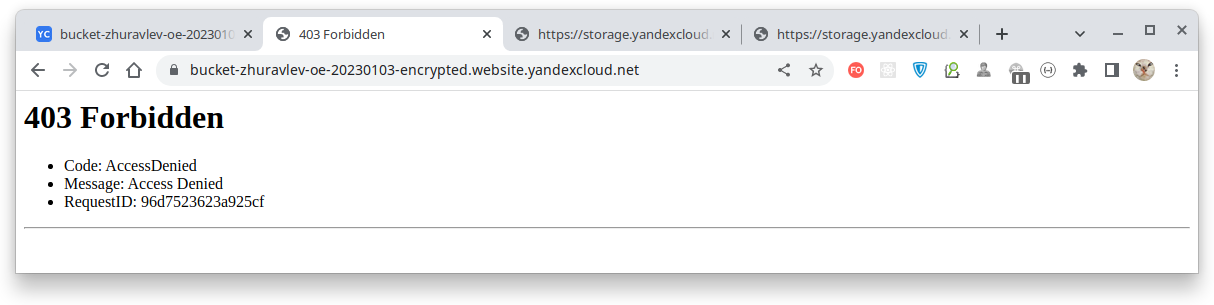 YC bucket-zhuravlev-oe-2023010
403 Forbidden
https://storage.yandexcloud.
https://storage.yandexcloud
bucket-zhuravlev-oe-20230103-encrypted.website.yandexcloud.net
FO
403 Forbidden
Code: AccessDenied
Message: Access Denied
RequestID: 96d7523623a925cf